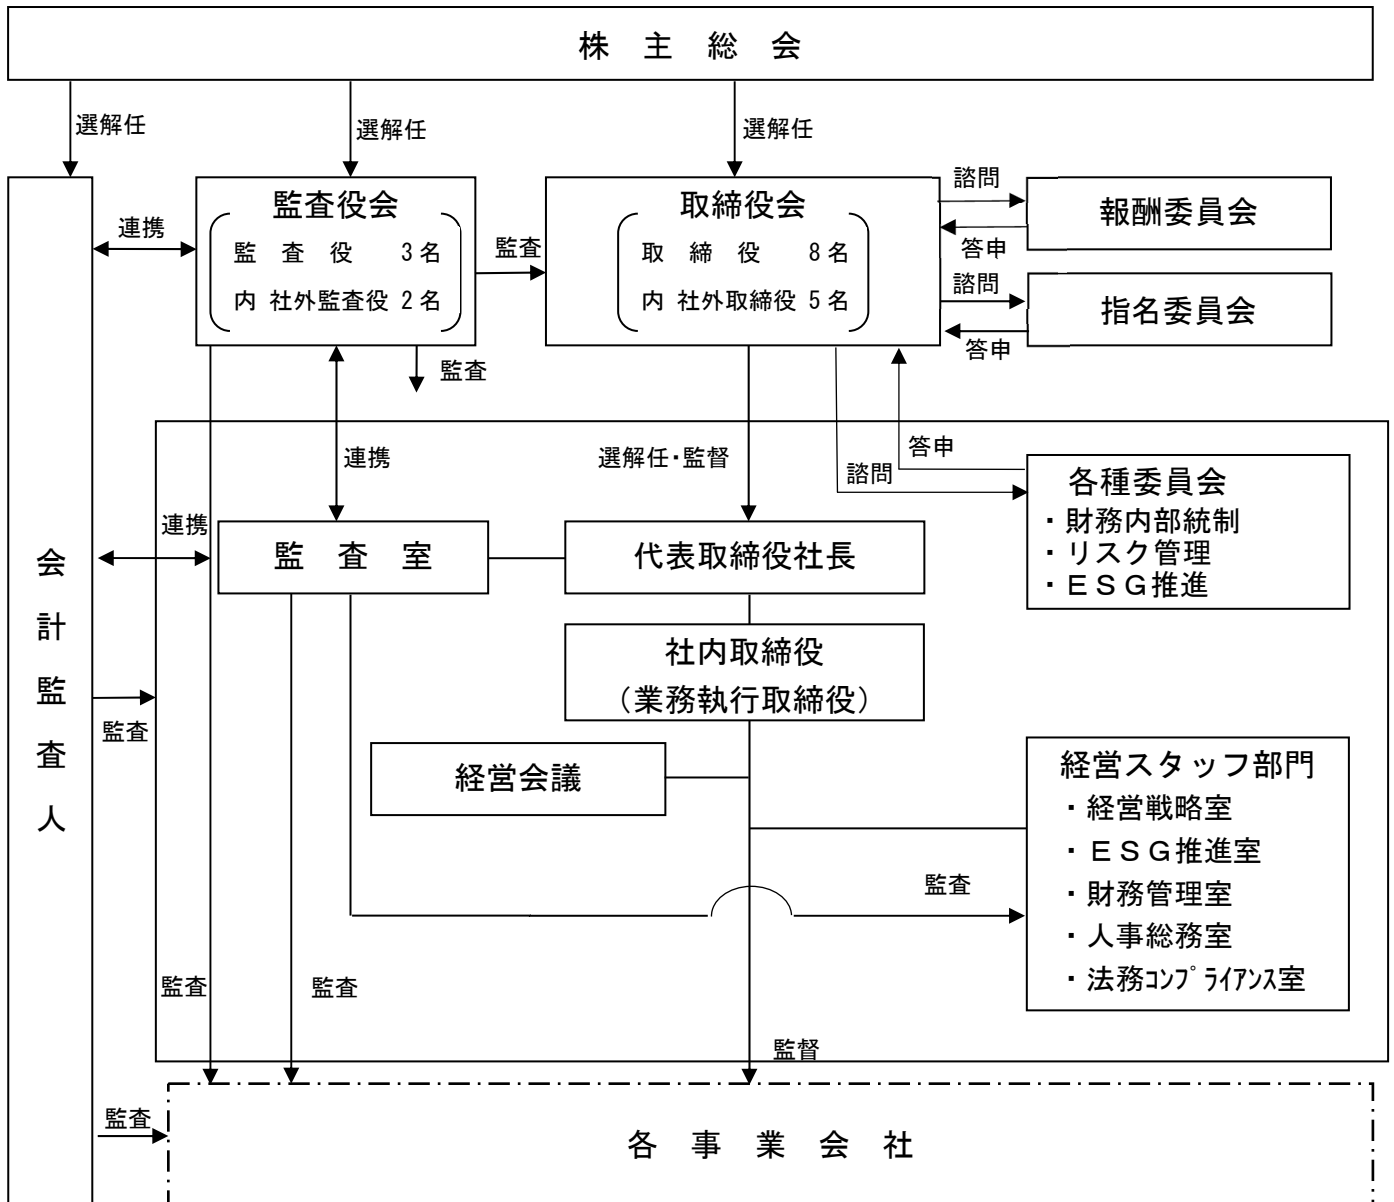 株 主 総 会
選解任
選解任
選解任
監査役会
監 査 役 3名
内 社外監査役 2名
連携
監査
取締役会
取 締 役 8名
内 社外取締役 5名
諮問
報酬委員会
答申
諮問
指名委員会
答申
監査
連携
選解任・監督
答申
諮問
各種委員会
・財務内部統制
・リスク管理
・ESG推進
連携
監 査 室
代表取締役社長
会計監査人
社内取締役
(業務執行取締役)
監査
経営会議
経営スタッフ部門
・経営戦略室
・ESG推進室
・財務管理室
・人事総務室
・法務コンプライアンス室
監査
監査
監査
監督
監査
各 事 業 会 社